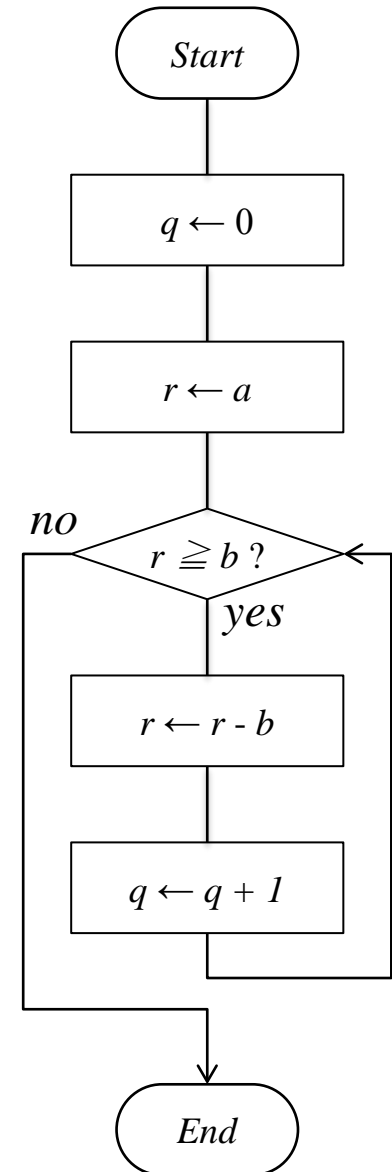 Start
q ← 0
r ← a
no
r ≧ b ?
yes
r ← r - b
q ← q + 1
End